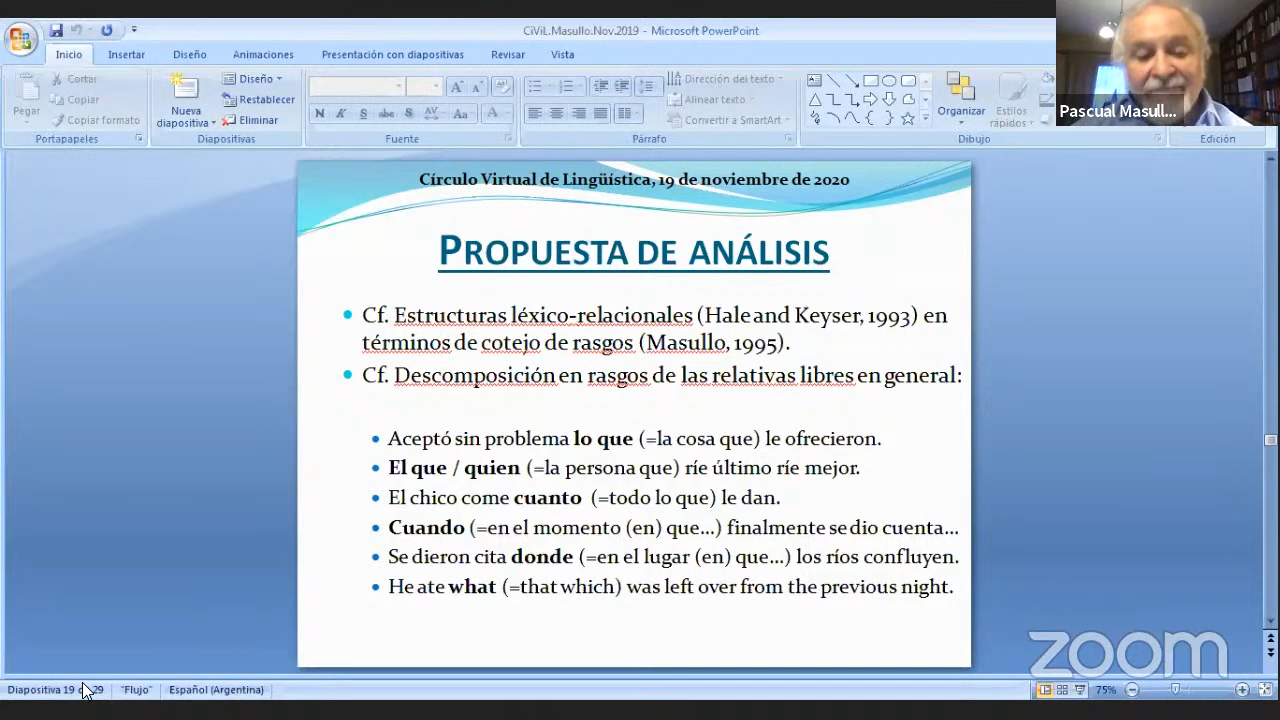 CiViL.Masullo.Nov.2019 - Microsoft PowerPoint
Inicio Insertar Diseño Animaciones Presentación con diapositivas Revisar Vista
Pegar
Cortar
Copiar
Copiar formato
Portapapeles
Nueva
diapositiva
Diseño
Restablecer
Eliminar
Diapositivas
N K S abe S AV Aa A
Fuente
Dirección del texto
Alinear texto
Convertir a SmartArt
Párrafo
Organizar
Estilos
rápidos
Dibujo
Edición
Pascual Masull...
Círculo Virtual de Lingüística, 19 de noviembre de 2020
PROPUESTA DE ANÁLISIS
• Cf. Estructuras léxico-relacionales (Hale and Keyser, 1993) en
términos de cotejo de rasgos (Masullo, 1995).
• Cf. Descomposición en rasgos de las relativas libres en general:
• Aceptó sin problema lo que (=la cosa que) le ofrecieron.
• El que / quien (=la persona que) ríe último ríe mejor.
• El chico come cuanto (=todo lo que) le dan.
• Cuando (=en el momento (en) que...) finalmente se dio cuenta...
• Se dieron cita donde (=en el lugar (en) que...) los ríos confluyen.
• He ate what (=that which) was left over from the previous night.
zoom
Diapositiva 19 de 29 "Flujo" Español (Argentina) 75%